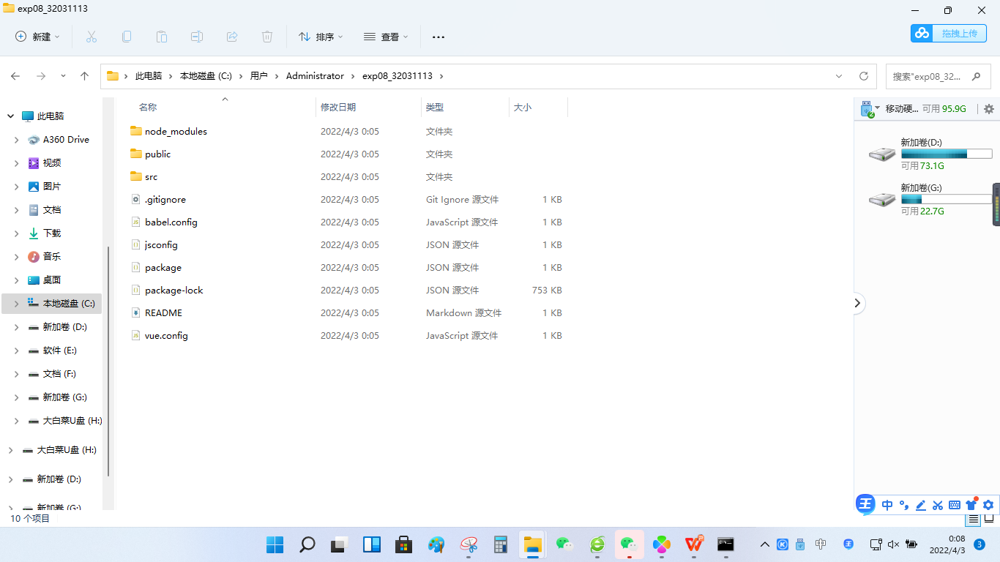 exp08_32031113
新建
排序
查看
拖拽上传
此电脑
本地磁盘 (C:)
用户
Administrator
exp08_32031113
搜索"exp08_32...
此电脑
A360 Drive
视频
图片
文档
下载
音乐
桌面
本地磁盘 (C:)
新加卷 (D:)
软件 (E:)
文档 (F:)
新加卷 (G:)
大白菜U盘 (H:)
大白菜U盘 (H:)
新加卷 (D:)
新加卷 (G:)
名称 修改日期 类型 大小
node_modules 2022/4/3 0:05 文件夹
public 2022/4/3 0:05 文件夹
src 2022/4/3 0:05 文件夹
.gitignore 2022/4/3 0:05 Git Ignore 源文件 1 KB
babel.config 2022/4/3 0:05 JavaScript 源文件 1 KB
jsconfig 2022/4/3 0:05 JSON 源文件 1 KB
package 2022/4/3 0:05 JSON 源文件 1 KB
package-lock 2022/4/3 0:05 JSON 源文件 753 KB
README 2022/4/3 0:05 Markdown 源文件 1 KB
vue.config 2022/4/3 0:05 JavaScript 源文件 1 KB
移动硬... 可用 95.9G
新加卷(D:)
可用 73.1G
新加卷(G:)
可用 22.7G
王 中
10 个项目
中
王
0:08
2022/4/3
3